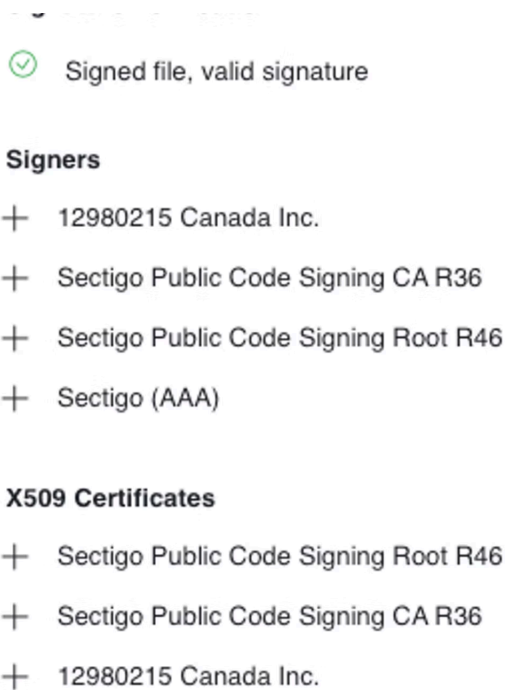 Signed file, valid signature
Signers
12980215 Canada Inc.
Sectigo Public Code Signing CA R36
Sectigo Public Code Signing Root R46
Sectigo (AAA)
X509 Certificates
Sectigo Public Code Signing Root R46
Sectigo Public Code Signing CA R36
12980215 Canada Inc.